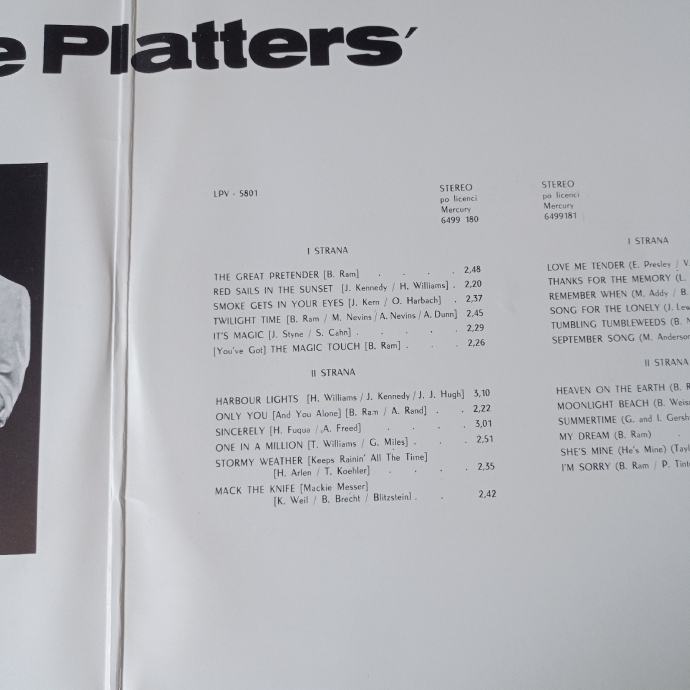 e Platters'
LPV - 5801
STEREO
po licenci
Mercury
6499 180
I STRANA
THE GREAT PRETENDER [B. Ram] . . . . 2,48
RED SAILS IN THE SUNSET [J. Kennedy / H. Williams] . 2,20
SMOKE GETS IN YOUR EYES [J. Kern / O. Harbach] . 2,37
TWILIGHT TIME [B. Ram / M. Nevins / A. Nevins / A. Dunn] 2,45
IT'S MAGIC [J. Styne / S. Cahn] . . . . . 2,29
[You've Got] THE MAGIC TOUCH [B. Ram] . . . 2,26
II STRANA
HARBOUR LIGHTS [H. Williams / J. Kennedy / J. J. Hugh] 3,10
ONLY YOU [And You Alone] [B. Ram / A. Rand] . . 2,22
SINCERELY [H. Fuqua / A. Freed] . . . . 3,01
ONE IN A MILLION [T. Williams / G. Miles] . . . 2,51
STORMY WEATHER [Keeps Rainin' All The Time]
[H. Arlen / T. Koehler] . . . . 2,35
MACK THE KNIFE [Mackie Messer]
[K. Weil / B. Brecht / Blitzstein] . . 2,42
STEREO
po licenci
Mercury
6499181
I STRANA
LOVE ME TENDER (E. Presley / V.
THANKS FOR THE MEMORY (L.
REMEMBER WHEN (M. Addy / B.
SONG FOR THE LONELY (J. Lew
TUMBLING TUMBLEWEEDS (B. N
SEPTEMBER SONG (M. Anderson
II STRANA
HEAVEN ON THE EARTH (B. R
MOONLIGHT BEACH (B. Weis
SUMMERTIME (G. and I. Gersh
MY DREAM (B. Ram) .
SHE'S MINE (He's Mine) (Tayl
I'M SORRY (B. Ram / P. Tint